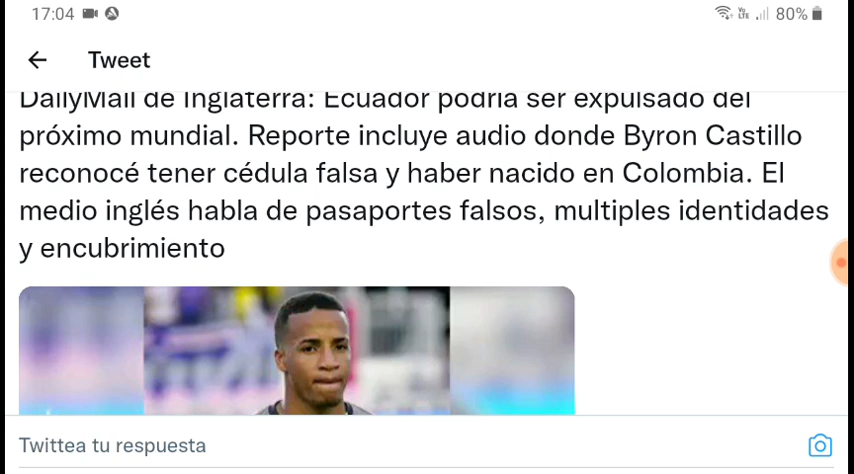 17:04 Vo LTE 80%
Tweet
DailyMail de Inglaterra: Ecuador podría ser expulsado del
próximo mundial. Reporte incluye audio donde Byron Castillo
reconocé tener cédula falsa y haber nacido en Colombia. El
medio inglés habla de pasaportes falsos, multiples identidades
y encubrimiento
Twittea tu respuesta